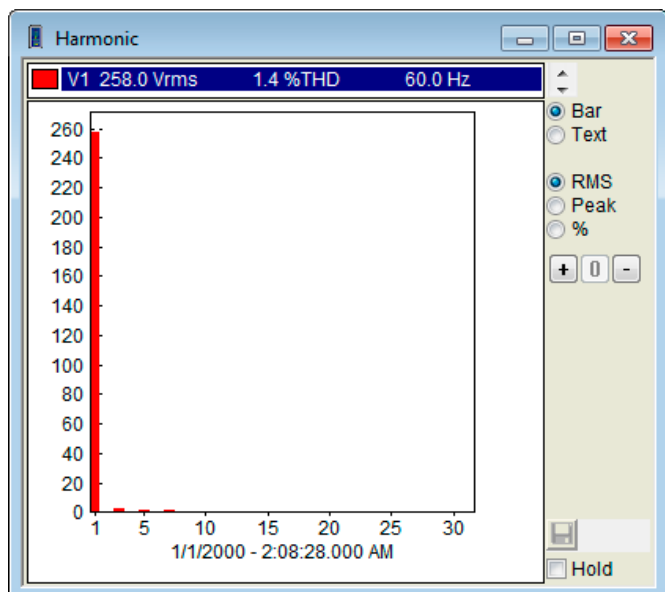 Harmonic
V1 258.0 Vrms 1.4 %THD 60.0 Hz
Bar
Text
RMS
Peak
%
+ 0 -
260
240
220
200
180
160
140
120
100
80
60
40
20
0
1 5 10 15 20 25 30
1/1/2000 - 2:08:28.000 AM
Hold